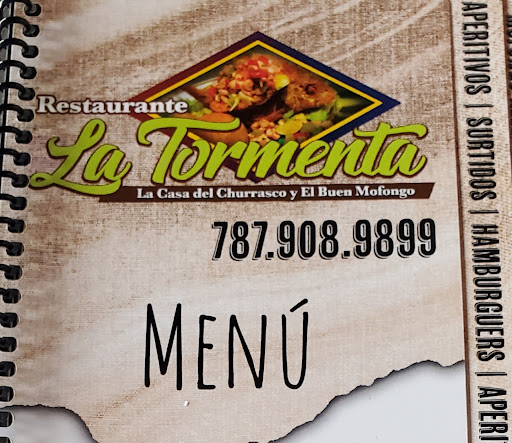 Restaurante
La Tormenta
La Casa del Churrasco y El Buen Mofongo
787.908.9899
MENÚ
APERITIVOS | SURTIDOS | HAMBURGUERS | APERI